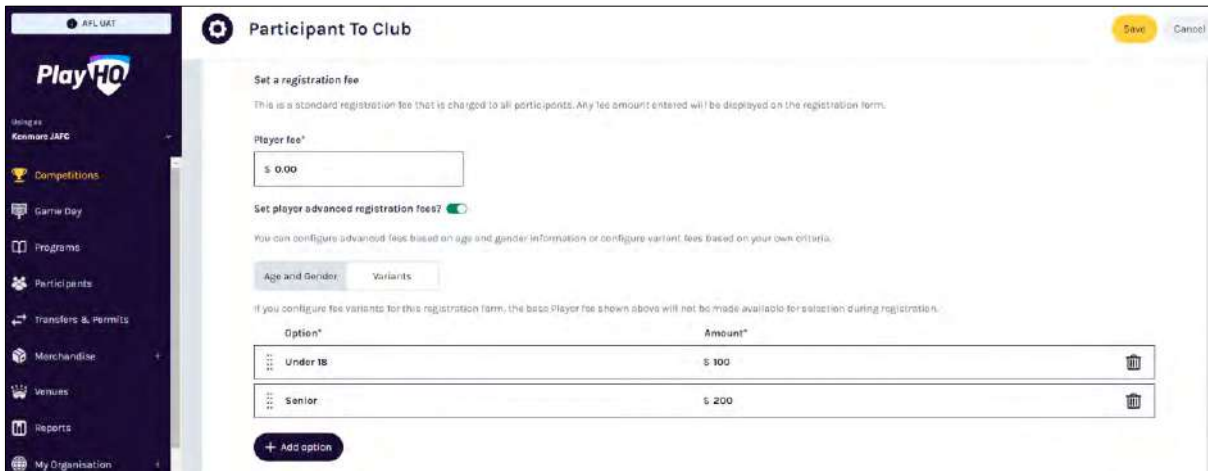 AFL UAT
Participant To Club
Save
Cancel
PlayHQ
Using as
Kenmore JAFC
Competitions
Game Day
Programs
Participants
Transfers & Permits
Merchandise +
Venues
Reports
My Organisation +
Set a registration fee
This is a standard registration fee that is charged to all participants. Any fee amount entered will be displayed on the registration form.
Player fee*
$ 0.00
Set player advanced registration fees?
You can configure advanced fees based on age and gender information or configure variant fees based on your own criteria.
Age and Gender
Variants
If you configure fee variants for this registration form, the base Player fee shown above will not be made available for selection during registration.
Option* Amount*
Under 18 $ 100
Senior $ 200
+ Add option